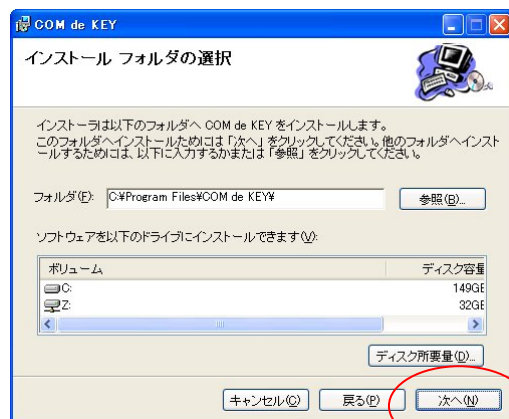 COM de KEY
インストール フォルダの選択
インストーラは以下のフォルダへ COM de KEY をインストールします。
このフォルダへインストールするためには「次へ」をクリックしてください。他のフォルダへインスト
ールするためには、以下に入力するかまたは「参照」をクリックしてください。
フォルダ(F): C:¥Program Files¥COM de KEY¥ 参照(B)...
ソフトウェアを以下のドライブにインストールできます(V):
ボリューム ディスク容量
C: 149GE
Z: 32GE
ディスク所要量(D)...
キャンセル(C) 戻る(P) 次へ(N)